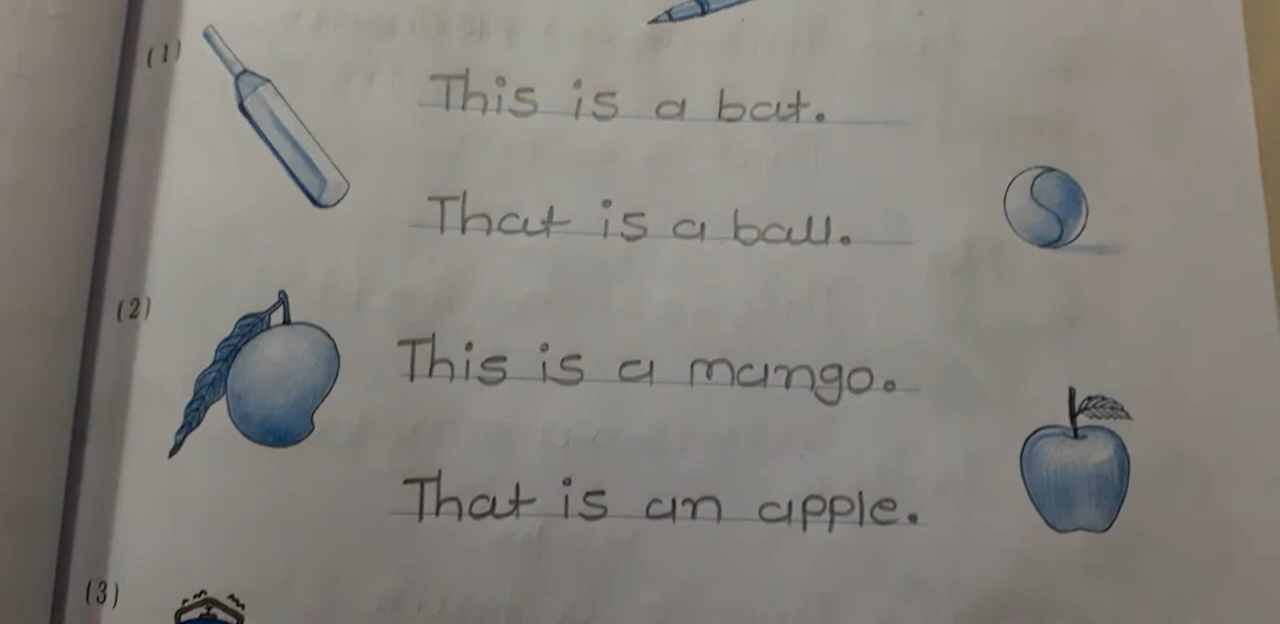 (1)
This is a bat.
That is a ball.
(2)
This is a mango.
That is an apple.
(3)